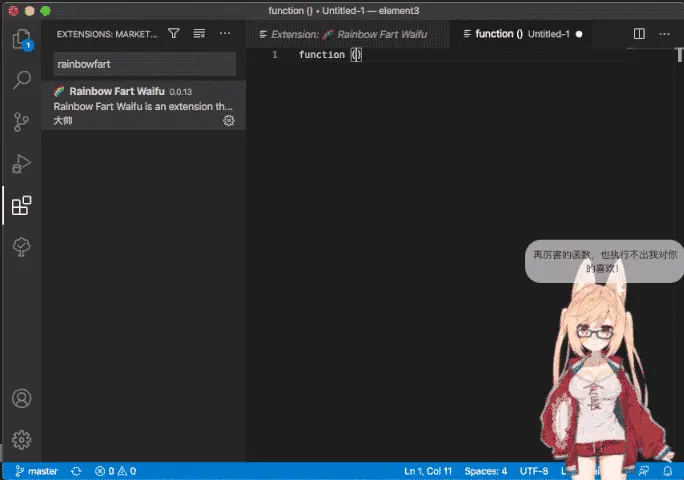 function () • Untitled-1 — element3
EXTENSIONS: MARKET...
Extension: Rainbow Fart Waifu
function () Untitled-1
rainbowfart
1 function ()
Rainbow Fart Waifu 0.0.13
Rainbow Fart Waifu is an extension th...
大帅
1
再厉害的函数，也执行不出我对你
的喜欢！
master
0 0
Ln 1, Col 11
Spaces: 4
UTF-8